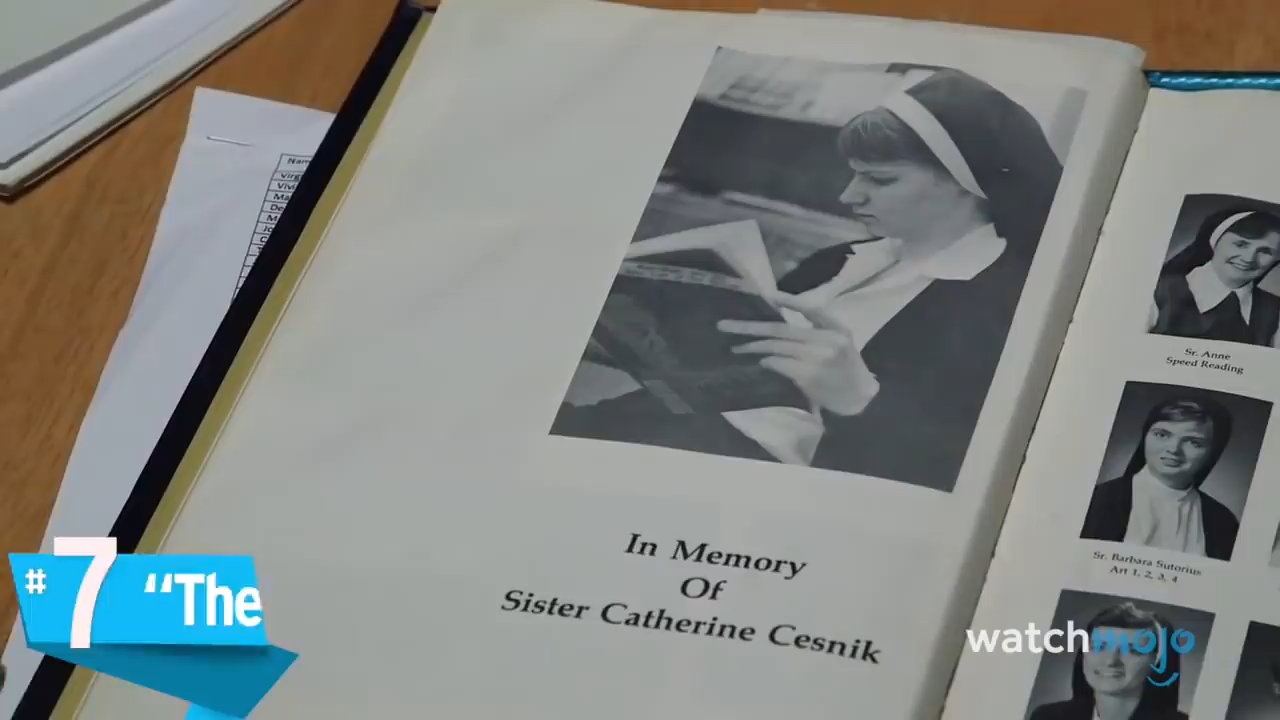 In Memory
Of
Sister Catherine Cesnik
Sr. Anne
Speed Reading
Sr. Barbara Sutorius
Art 1, 2, 3, 4
#7 “The
watchmojo